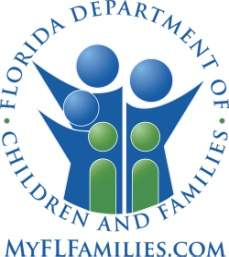 FLORIDA DEPARTMENT OF
CHILDREN AND FAMILIES
MYFLFAMILIES.COM